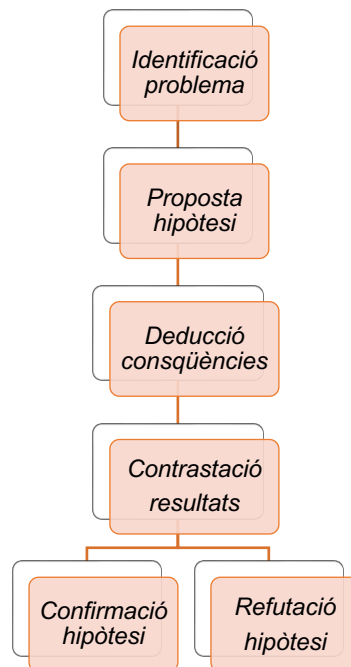 Identificació
problema
Proposta
hipòtesi
Deducció
consqüències
Contrastació
resultats
Confirmació
hipòtesi
Refutació
hipòtesi